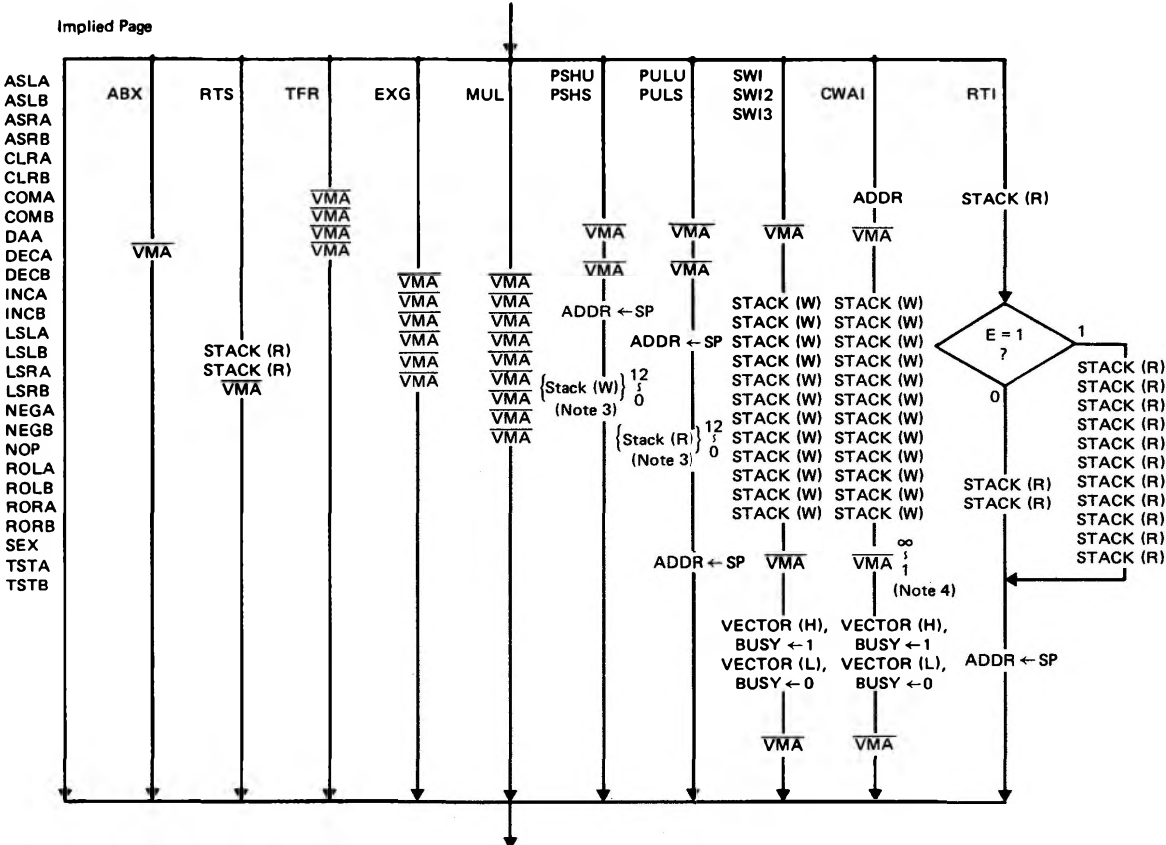 Implied Page
ASLA
ASLB
ASRA
ASRB
CLRA
CLRB
COMA
COMB
DAA
DECA
DECB
INCA
INCB
LSLA
LSLB
LSRA
LSRB
NEGA
NEGB
NOP
ROLA
ROLB
RORA
RORB
SEX
TSTA
TSTB
ABX
VMA
RTS
STACK (R)
STACK (R)
VMA
TFR
VMA
VMA
VMA
VMA
EXG
VMA
VMA
VMA
VMA
VMA
VMA
MUL
VMA
VMA
VMA
VMA
VMA
VMA
VMA
VMA
VMA
PSHU
PSHS
VMA
VMA
ADDR ← SP
{Stack (W)} 12 ∫ 0
(Note 3)
PULU
PULS
VMA
VMA
ADDR ← SP
{Stack (R)} 12 ∫ 0
(Note 3)
ADDR ← SP
SWI
SWI2
SWI3
VMA
STACK (W)
STACK (W)
STACK (W)
STACK (W)
STACK (W)
STACK (W)
STACK (W)
STACK (W)
STACK (W)
STACK (W)
STACK (W)
STACK (W)
VMA
VECTOR (H),
BUSY ← 1
VECTOR (L),
BUSY ← 0
VMA
CWAI
ADDR
VMA
STACK (W)
STACK (W)
STACK (W)
STACK (W)
STACK (W)
STACK (W)
STACK (W)
STACK (W)
STACK (W)
STACK (W)
STACK (W)
STACK (W)
VMA ∞ ∫ 1
(Note 4)
VECTOR (H),
BUSY ← 1
VECTOR (L),
BUSY ← 0
VMA
RTI
STACK (R)
E = 1
?
1
0
STACK (R)
STACK (R)
STACK (R)
STACK (R)
STACK (R)
STACK (R)
STACK (R)
STACK (R)
STACK (R)
STACK (R)
STACK (R)
STACK (R)
STACK (R)
ADDR ← SP